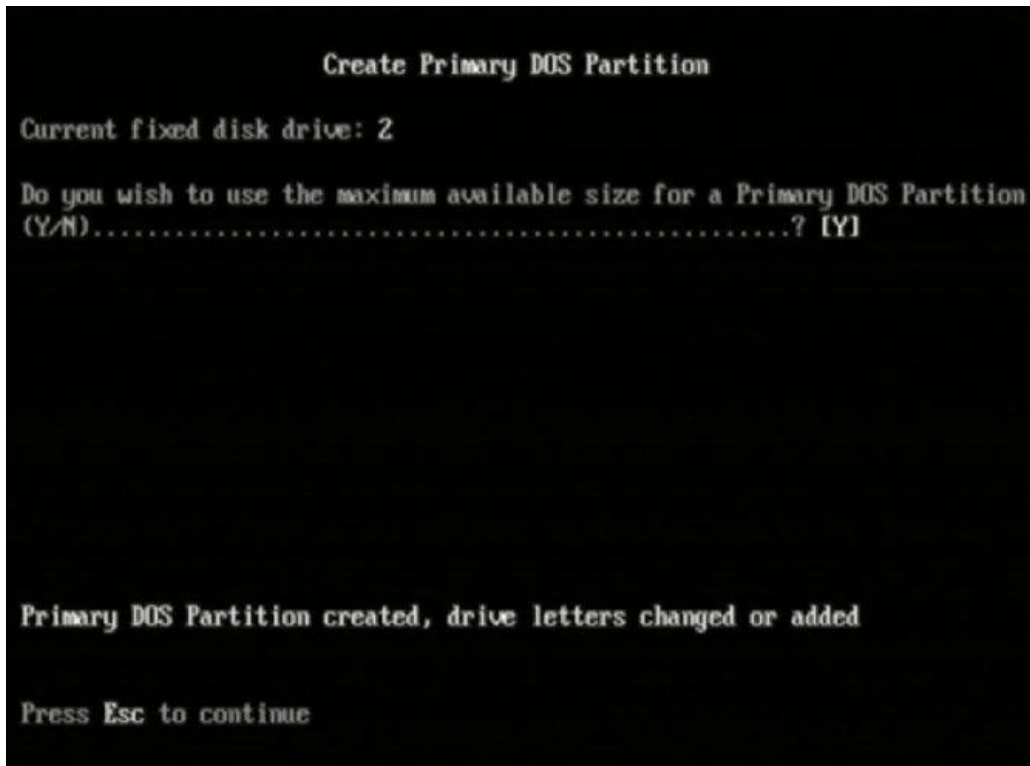 Create Primary DOS Partition
Current fixed disk drive: 2
Do you wish to use the maximum available size for a Primary DOS Partition
(Y/N)....................................................? [Y]
Primary DOS Partition created, drive letters changed or added
Press Esc to continue